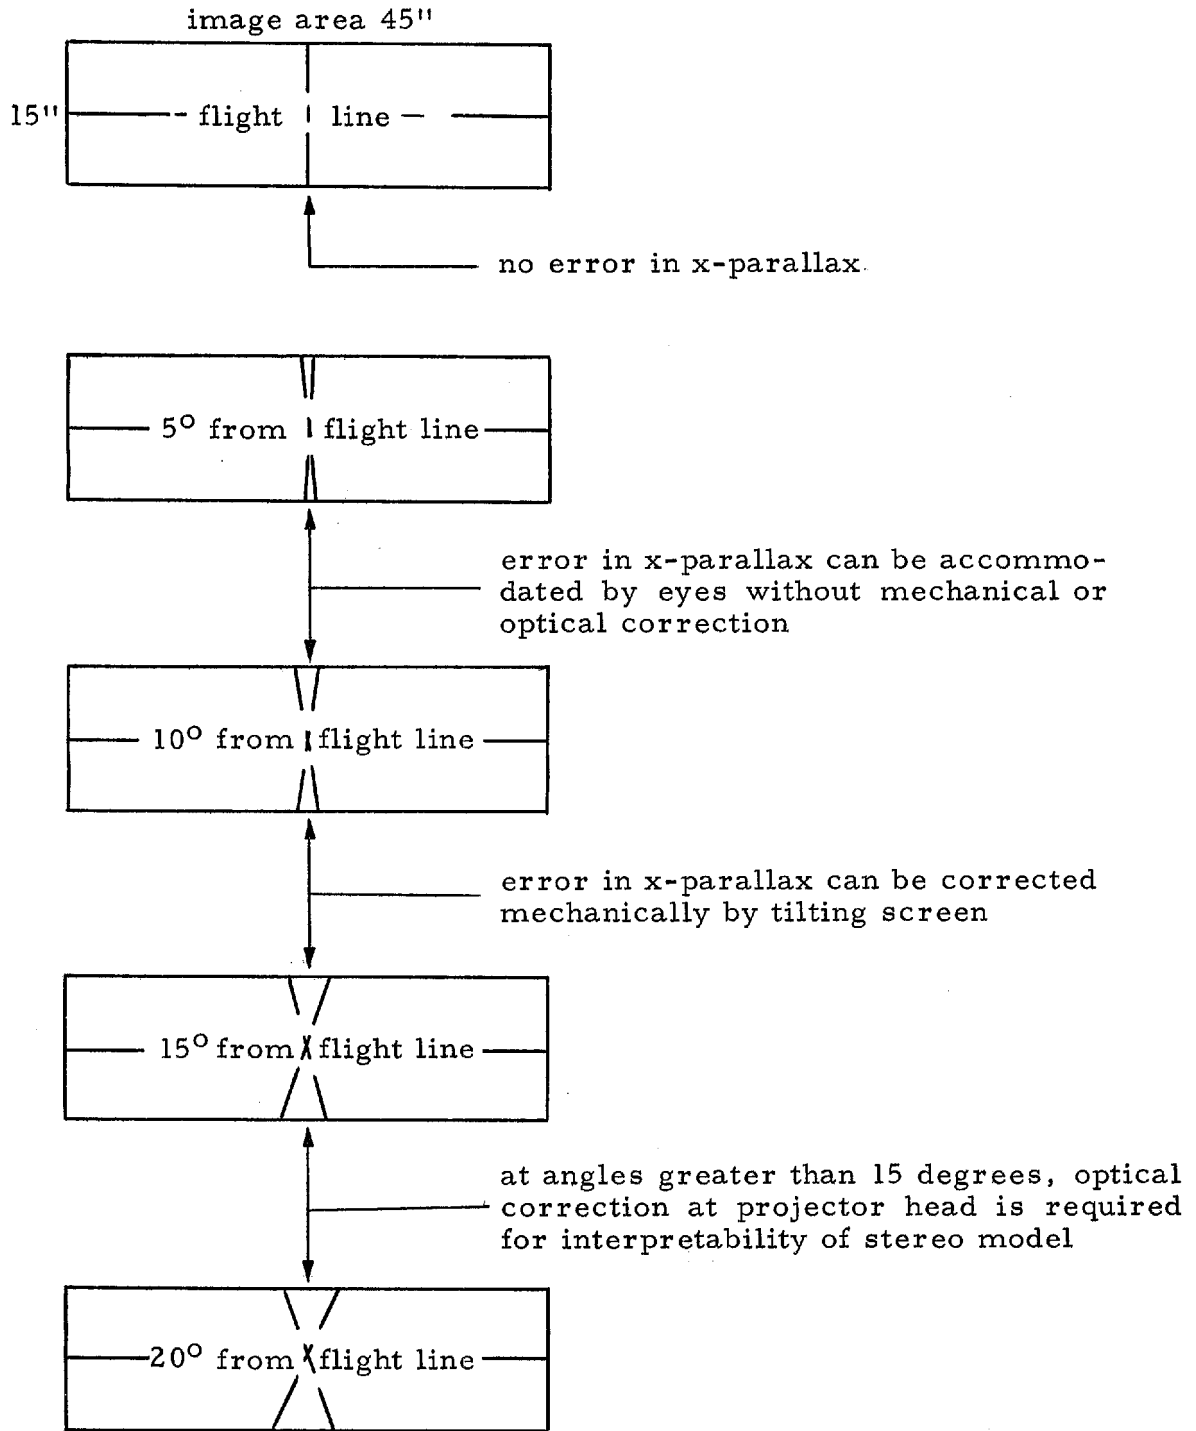 image area 45"
15"
flight line
no error in x-parallax
5° from flight line
error in x-parallax can be accommo-
dated by eyes without mechanical or
optical correction
10° from flight line
error in x-parallax can be corrected
mechanically by tilting screen
15° from flight line
at angles greater than 15 degrees, optical
correction at projector head is required
for interpretability of stereo model
20° from flight line